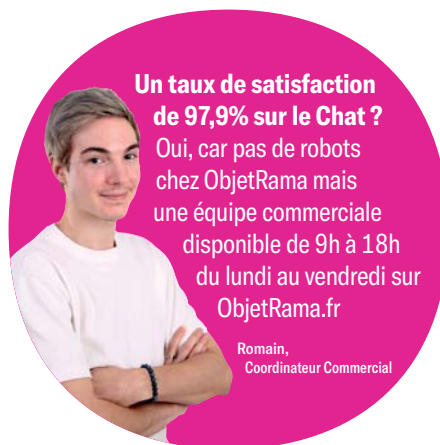 Un taux de satisfaction
de 97,9% sur le Chat ?
Oui, car pas de robots
chez ObjetRama mais
une équipe commerciale
disponible de 9h à 18h
du lundi au vendredi sur
ObjetRama.fr
Romain,
Coordinateur Commercial